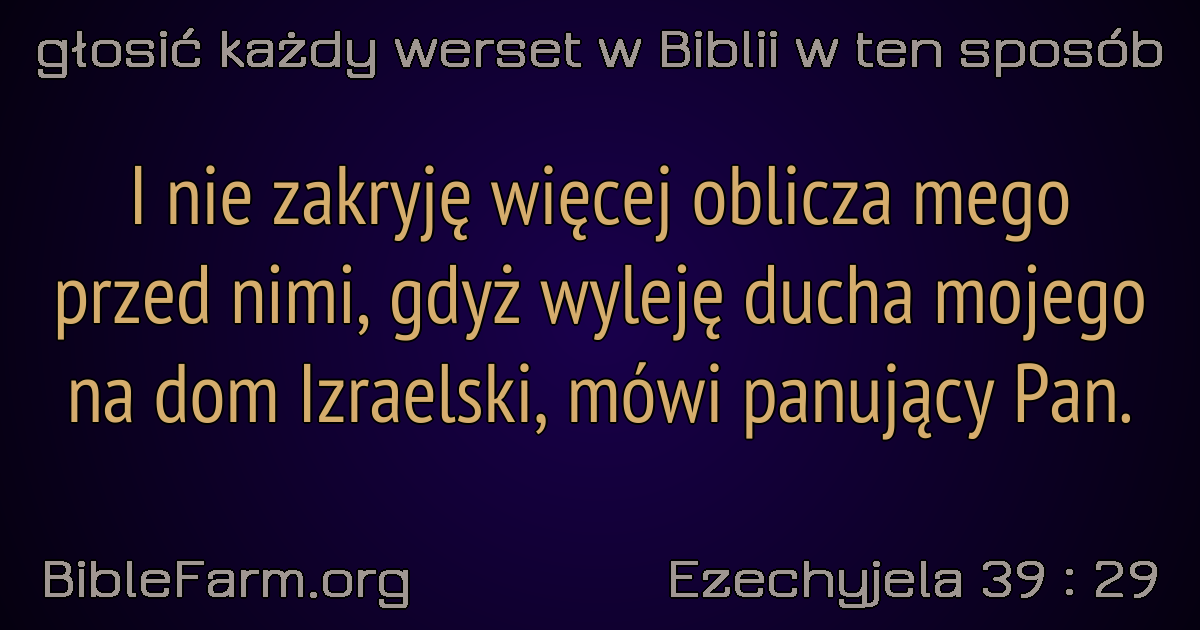 głosić każdy werset w Biblii w ten sposób
I nie zakryję więcej oblicza mego
przed nimi, gdyż wyleję ducha mojego
na dom Izraelski, mówi panujący Pan.
BibleFarm.org
Ezechyjela 39 : 29